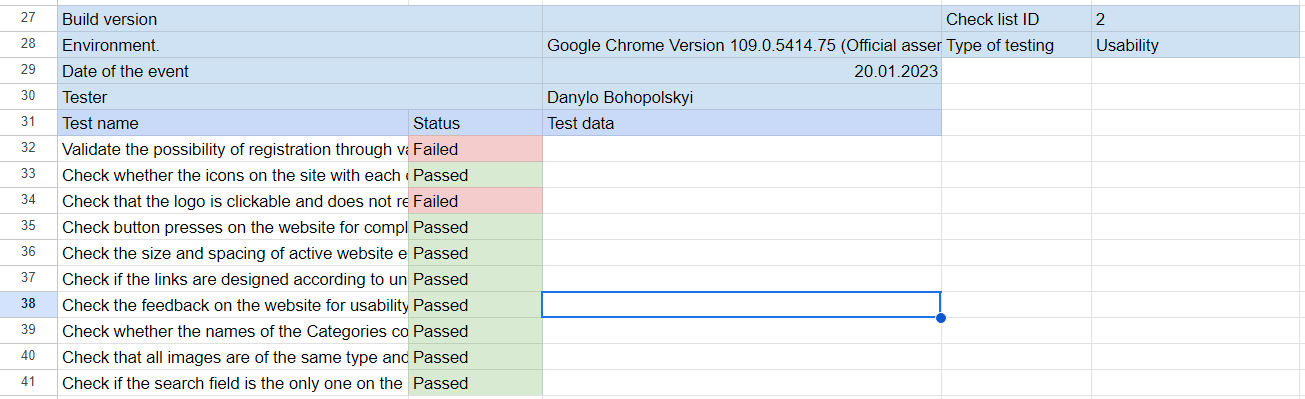 27 Build version Check list ID 2
28 Environment. Google Chrome Version 109.0.5414.75 (Official asser Type of testing Usability
29 Date of the event 20.01.2023
30 Tester Danylo Bohopolskyi
31 Test name Status Test data
32 Validate the possibility of registration through va Failed
33 Check whether the icons on the site with each Passed
34 Check that the logo is clickable and does not re Failed
35 Check button presses on the website for compl Passed
36 Check the size and spacing of active website e Passed
37 Check if the links are designed according to un Passed
38 Check the feedback on the website for usability Passed
39 Check whether the names of the Categories co Passed
40 Check that all images are of the same type and Passed
41 Check if the search field is the only one on the Passed